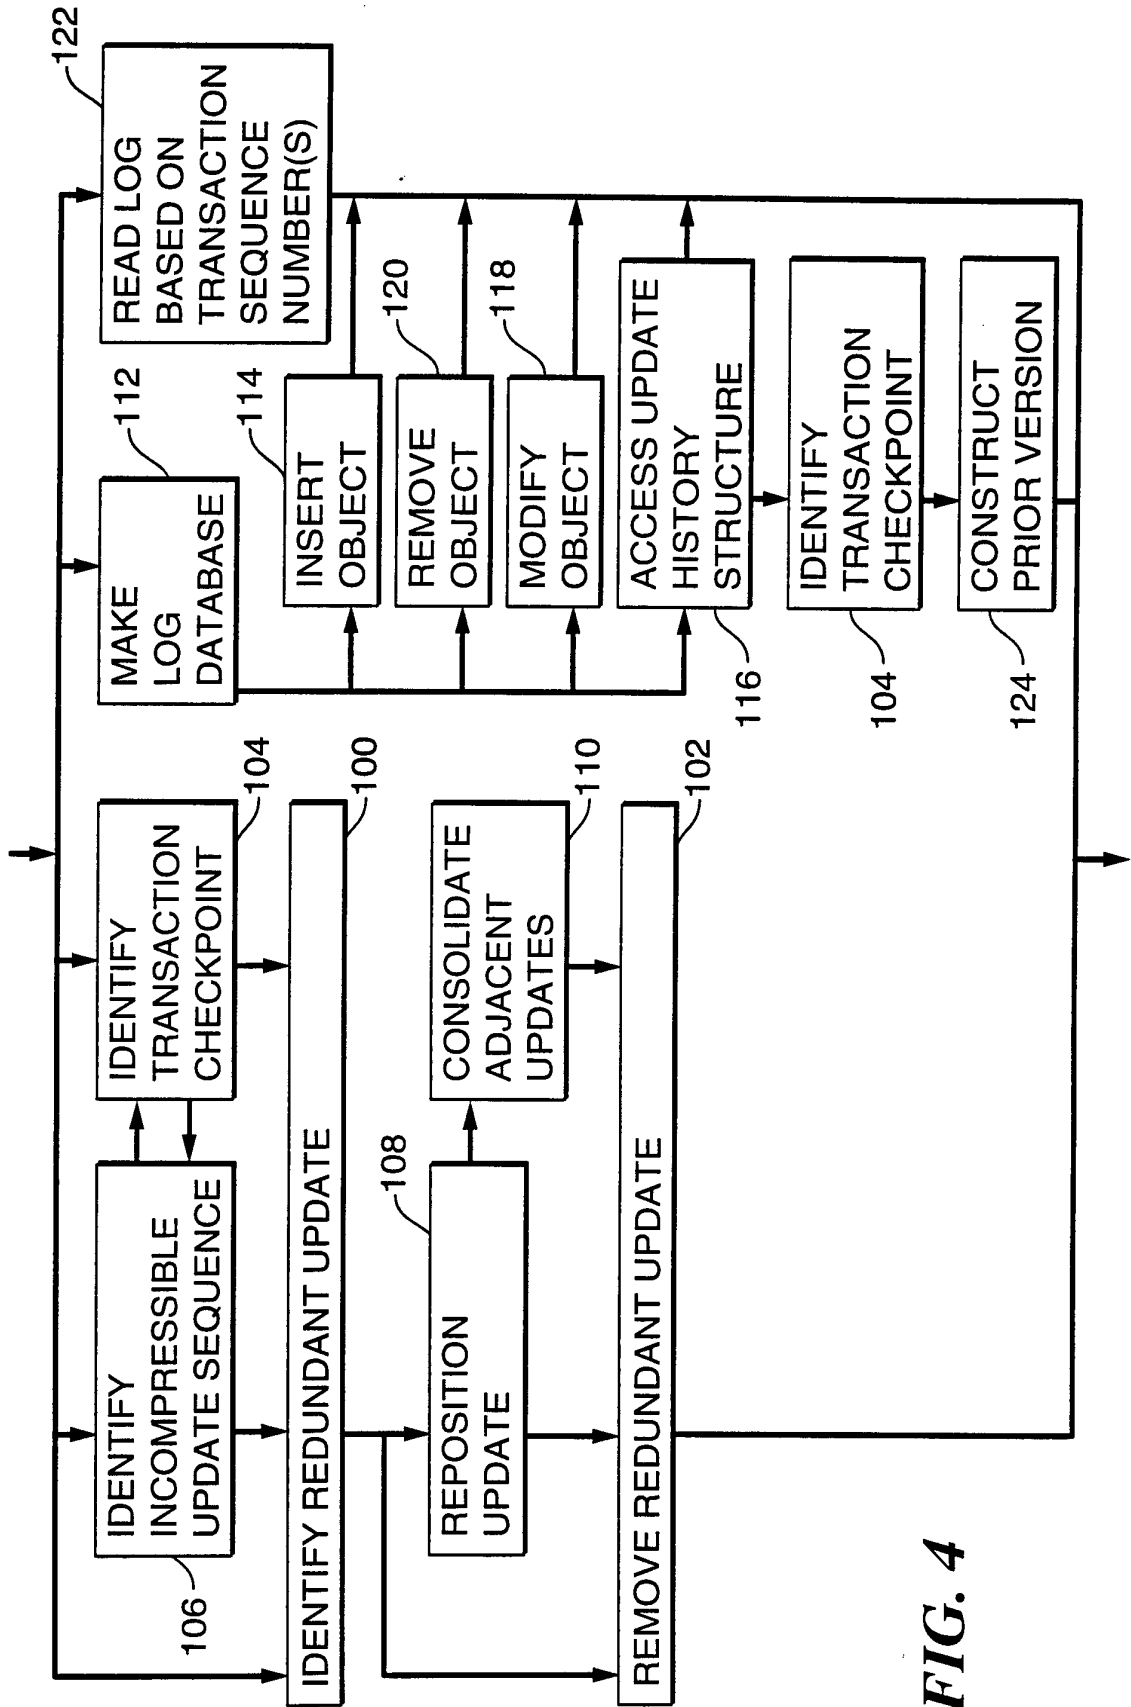 IDENTIFY
INCOMPRESSIBLE
UPDATE SEQUENCE
106
IDENTIFY
TRANSACTION
CHECKPOINT
104
MAKE
LOG
DATABASE
112
READ LOG
BASED ON
TRANSACTION
SEQUENCE
NUMBER(S)
122
IDENTIFY REDUNDANT UPDATE
100
INSERT
OBJECT
114
REPOSITION
UPDATE
108
CONSOLIDATE
ADJACENT
UPDATES
110
REMOVE
OBJECT
120
MODIFY
OBJECT
118
REMOVE REDUNDANT UPDATE
102
ACCESS UPDATE
HISTORY
STRUCTURE
116
IDENTIFY
TRANSACTION
CHECKPOINT
104
CONSTRUCT
PRIOR VERSION
124
FIG. 4